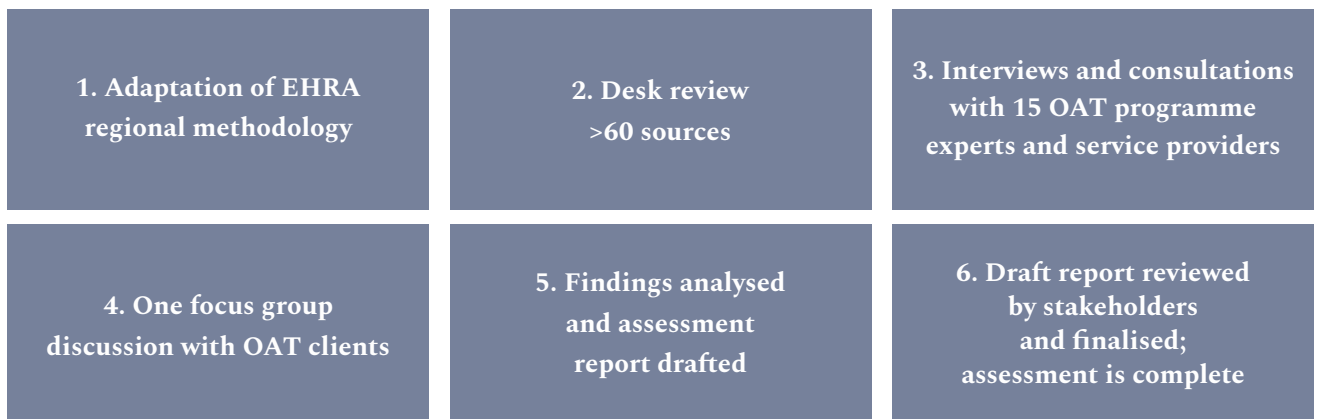 1. Adaptation of EHRA
regional methodology
2. Desk review
>60 sources
3. Interviews and consultations
with 15 OAT programme
experts and service providers
4. One focus group
discussion with OAT clients
5. Findings analysed
and assessment
report drafted
6. Draft report reviewed
by stakeholders
and finalised;
assessment is complete